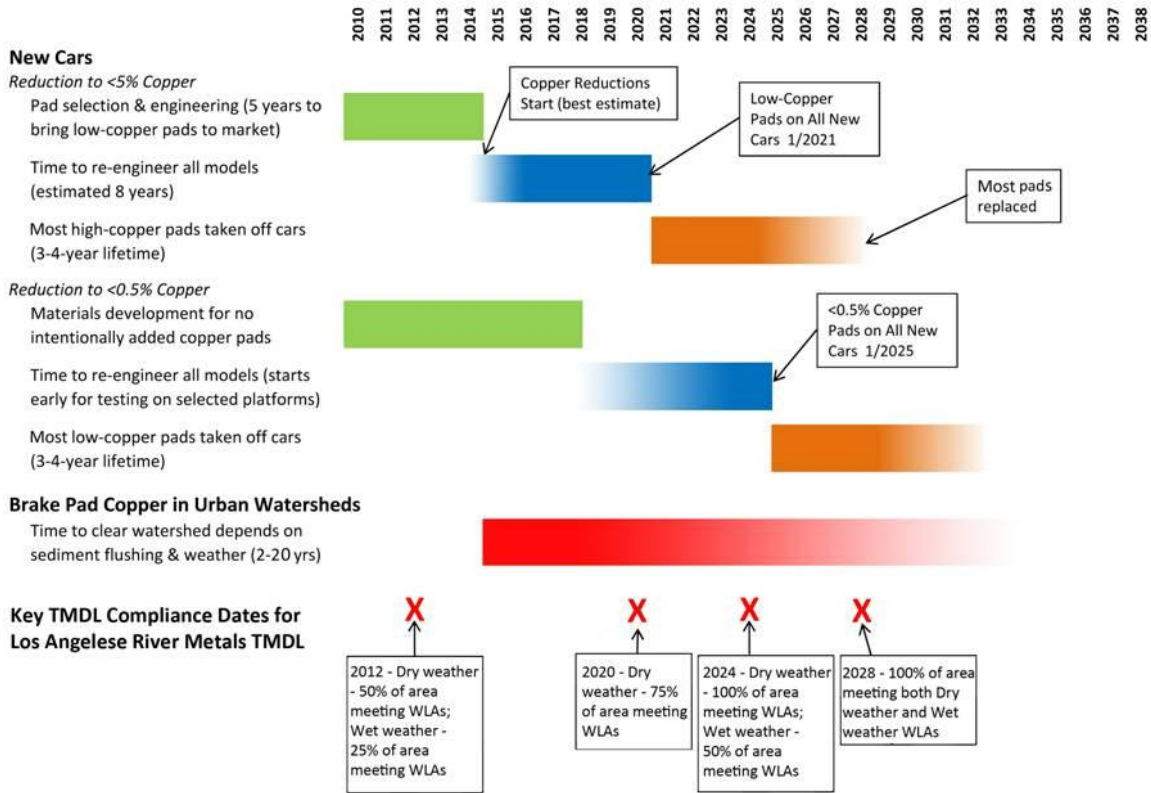 2010 2011 2012 2013 2014 2015 2016 2017 2018 2019 2020 2021 2022 2023 2024 2025 2026 2027 2028 2029 2030 2031 2032 2033 2034 2035 2036 2037 2038
New Cars
Reduction to <5% Copper
Pad selection & engineering (5 years to
bring low-copper pads to market)
Copper Reductions
Start (best estimate)
Low-Copper
Pads on All New
Cars 1/2021
Time to re-engineer all models
(estimated 8 years)
Most pads
replaced
Most high-copper pads taken off cars
(3-4-year lifetime)
Reduction to <0.5% Copper
Materials development for no
intentionally added copper pads
<0.5% Copper
Pads on All New
Cars 1/2025
Time to re-engineer all models (starts
early for testing on selected platforms)
Most low-copper pads taken off cars
(3-4-year lifetime)
Brake Pad Copper in Urban Watersheds
Time to clear watershed depends on
sediment flushing & weather (2-20 yrs)
Key TMDL Compliance Dates for
Los Angelese River Metals TMDL
X X X X
2012 - Dry weather
- 50% of area
meeting WLAs;
Wet weather -
25% of area
meeting WLAs
2020 - Dry
weather - 75%
of area meeting
WLAs
2024 - Dry weather
- 100% of area
meeting WLAs;
Wet weather -
50% of area
meeting WLAs
2028 - 100% of area
meeting both Dry
weather and Wet
weather WLAs